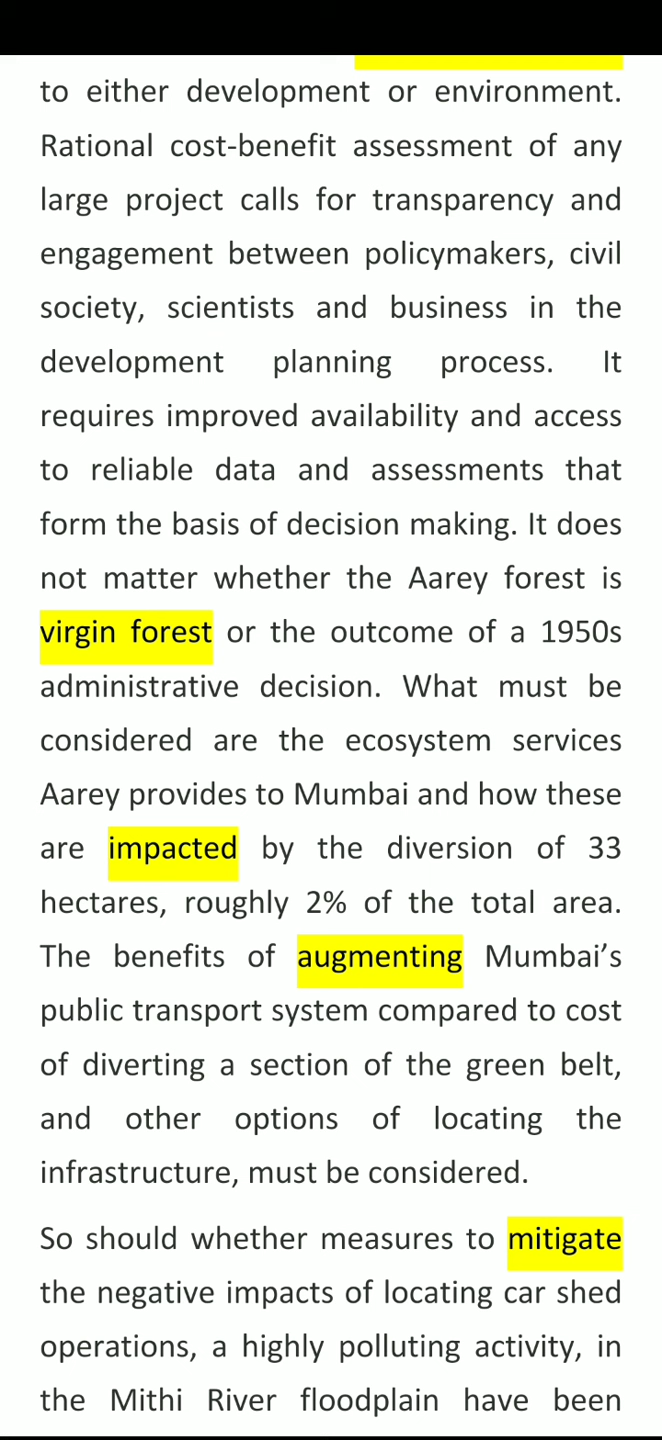 to either development or environment.
Rational cost-benefit assessment of any
large project calls for transparency and
engagement between policymakers, civil
society, scientists and business in the
development planning process. It
requires improved availability and access
to reliable data and assessments that
form the basis of decision making. It does
not matter whether the Aarey forest is
virgin forest or the outcome of a 1950s
administrative decision. What must be
considered are the ecosystem services
Aarey provides to Mumbai and how these
are impacted by the diversion of 33
hectares, roughly 2% of the total area.
The benefits of augmenting Mumbai’s
public transport system compared to cost
of diverting a section of the green belt,
and other options of locating the
infrastructure, must be considered.
So should whether measures to mitigate
the negative impacts of locating car shed
operations, a highly polluting activity, in
the Mithi River floodplain have been